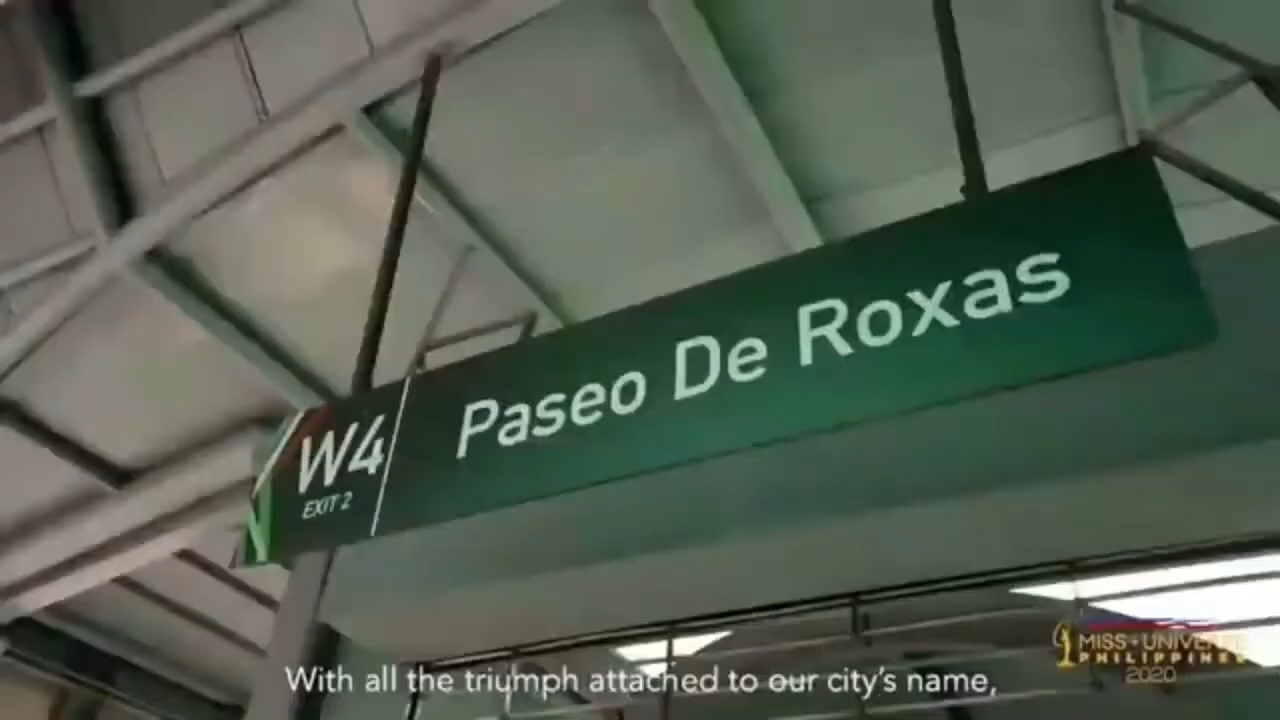 Paseo De Roxas
W4
EXIT 2
With all the triumph attached to our city's name,
MISS UNIVERSE
PHILIPPINES
2020